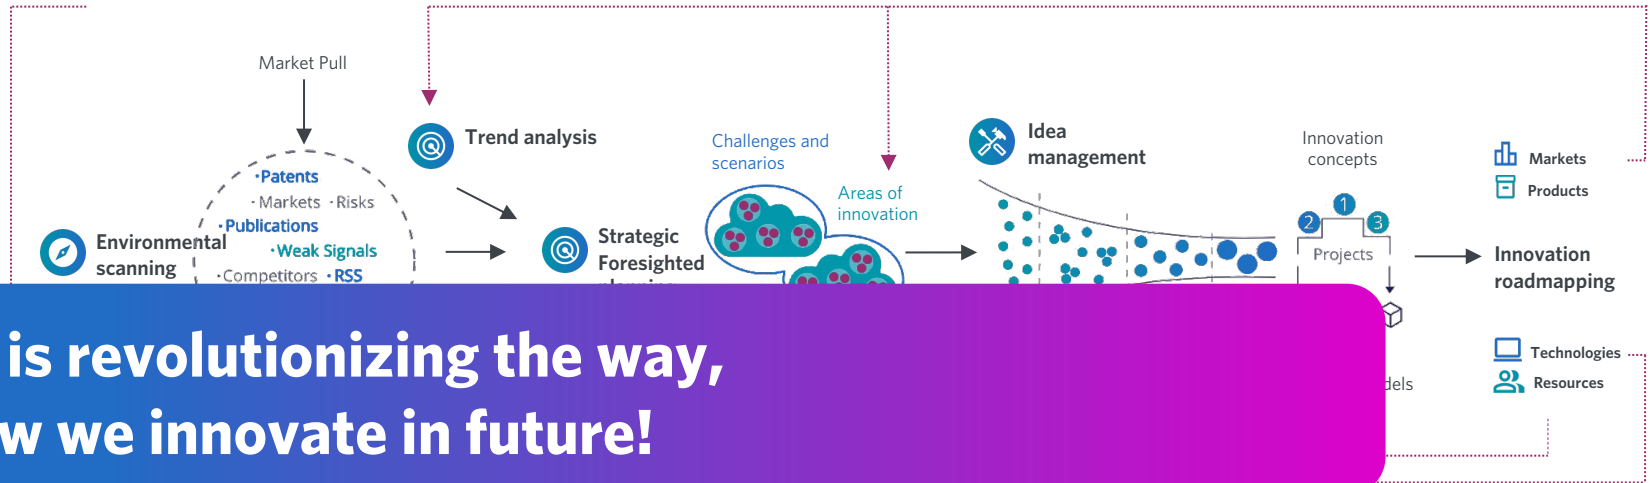 Market Pull
Trend analysis
·Patents
·Markets ·Risks
·Publications
·Weak Signals
·Competitors ·RSS
Environmental
scanning
Strategic
Foresighted
Challenges and
scenarios
Areas of
innovation
Idea
management
Innovation
concepts
1
2 3
Projects
Markets
Products
Innovation
roadmapping
Technologies
Resources
is revolutionizing the way,
we innovate in future!